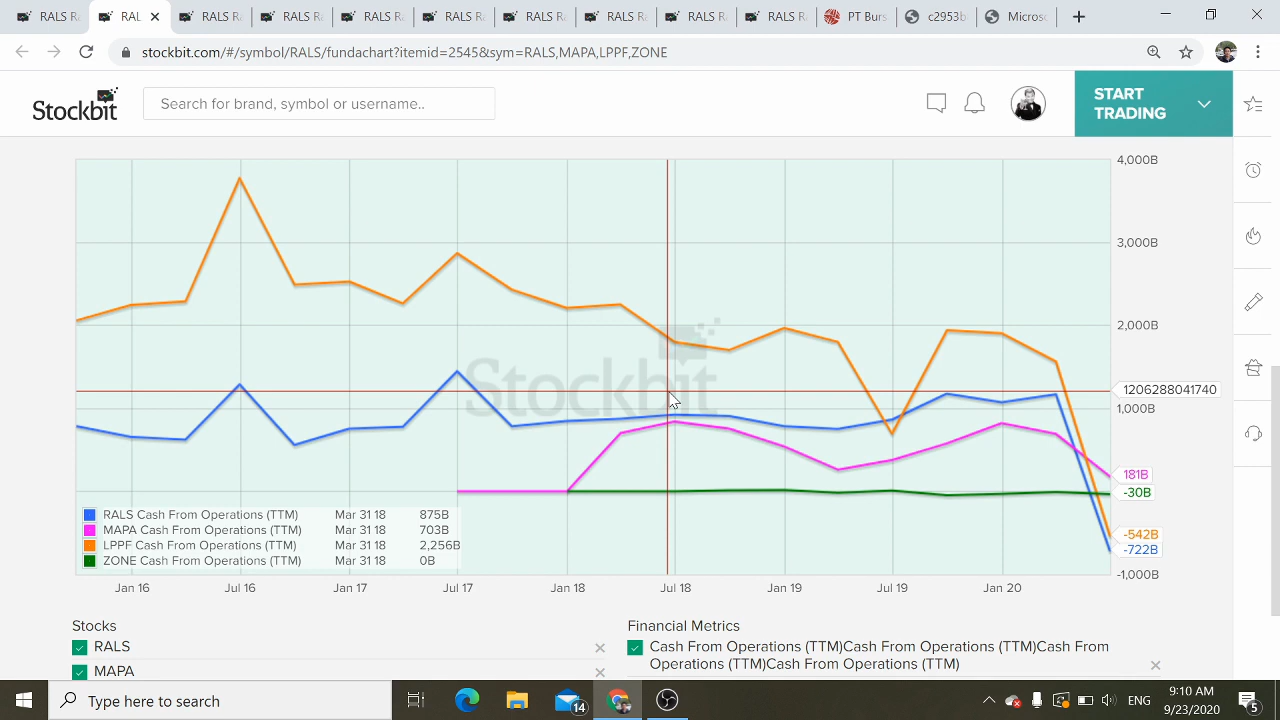 RALS R
RAL
RALS R
RALS R
RALS R
RALS R
RALS R
RALS R
RALS R
RALS R
PT Burs
c2953b
Micros
stockbit.com/#/symbol/RALS/fundachart?itemid=2545&sym=RALS,MAPA,LPPF,ZONE
Stockbit
Search for brand, symbol or username..
START
TRADING
4,000B
3,000B
2,000B
1206288041740
1,000B
181B
-30B
-542B
-722B
-1,000B
Stockbit
RALS Cash From Operations (TTM) Mar 31 18 875B
MAPA Cash From Operations (TTM) Mar 31 18 703B
LPPF Cash From Operations (TTM) Mar 31 18 2,256B
ZONE Cash From Operations (TTM) Mar 31 18 0B
Jan 16 Jul 16 Jan 17 Jul 17 Jan 18 Jul 18 Jan 19 Jul 19 Jan 20
Stocks
RALS
MAPA
Financial Metrics
Cash From Operations (TTM)Cash From Operations (TTM)Cash From
Operations (TTM)Cash From Operations (TTM)
Type here to search
14
ENG
9:10 AM
9/23/2020
5